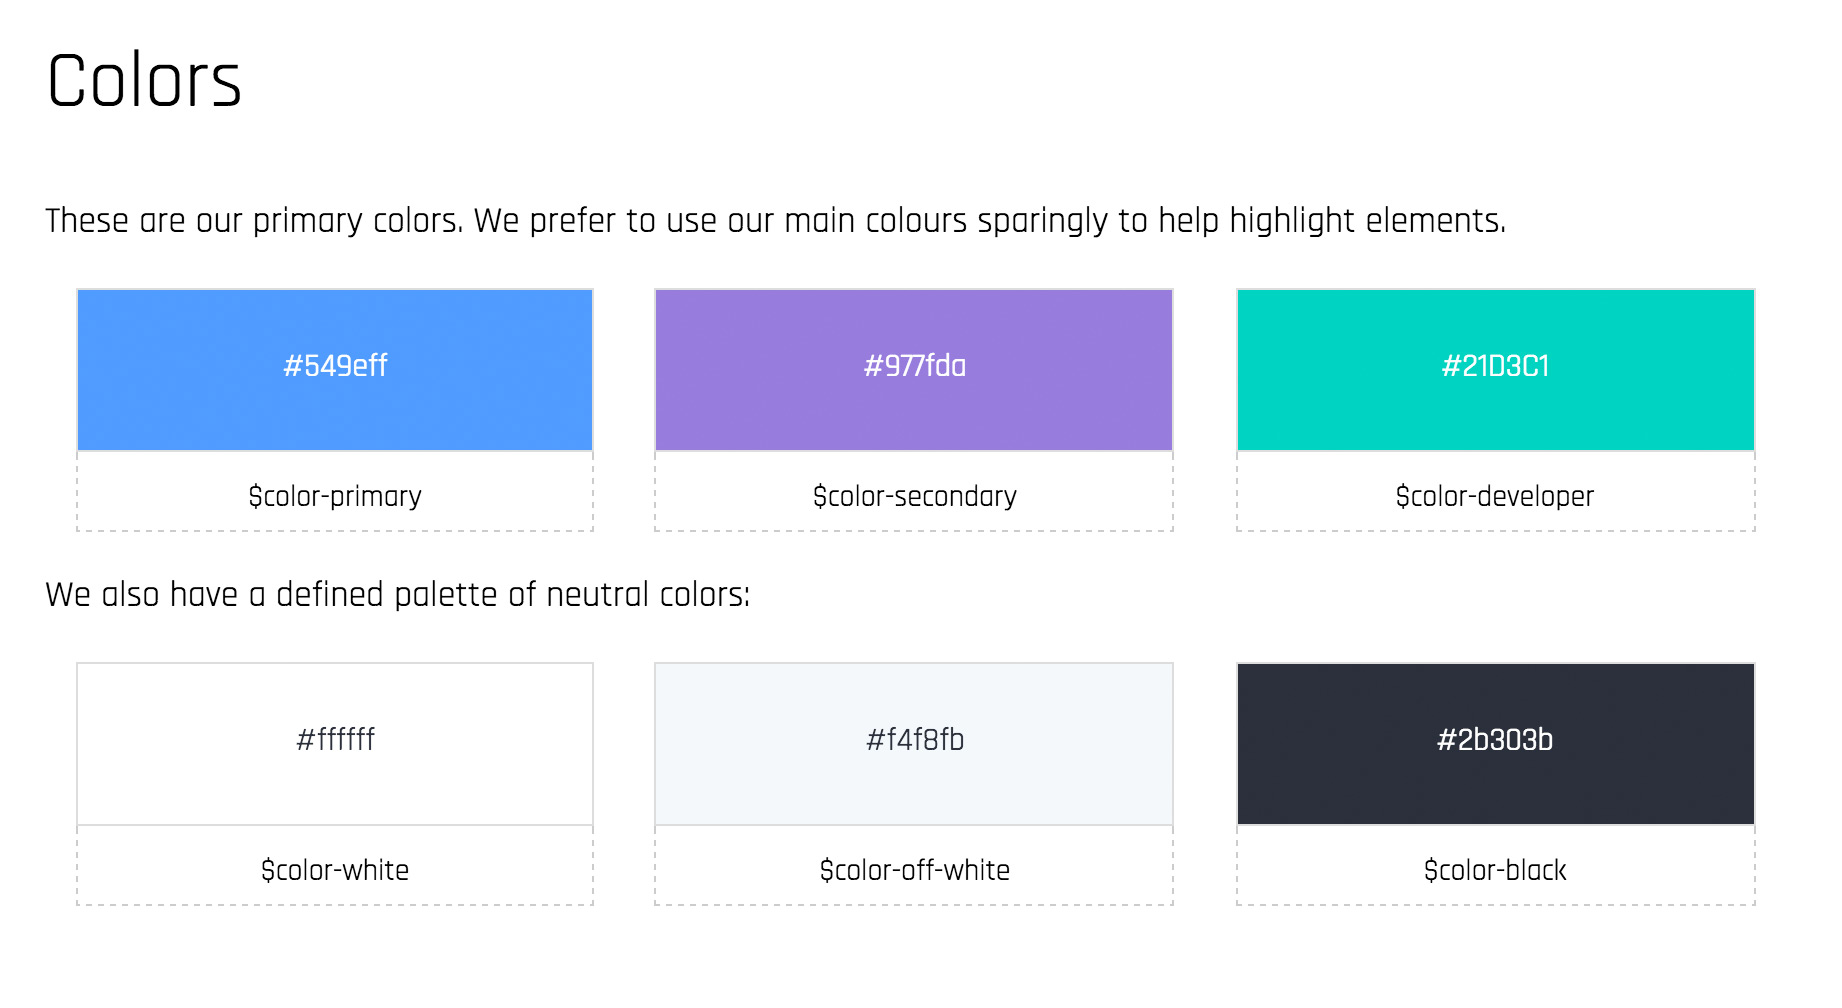 Colors
These are our primary colors. We prefer to use our main colours sparingly to help highlight elements.
#549eff
#977fda
#21D3C1
$color-primary
$color-secondary
$color-developer
We also have a defined palette of neutral colors:
#ffffff
#f4f8fb
#2b303b
$color-white
$color-off-white
$color-black